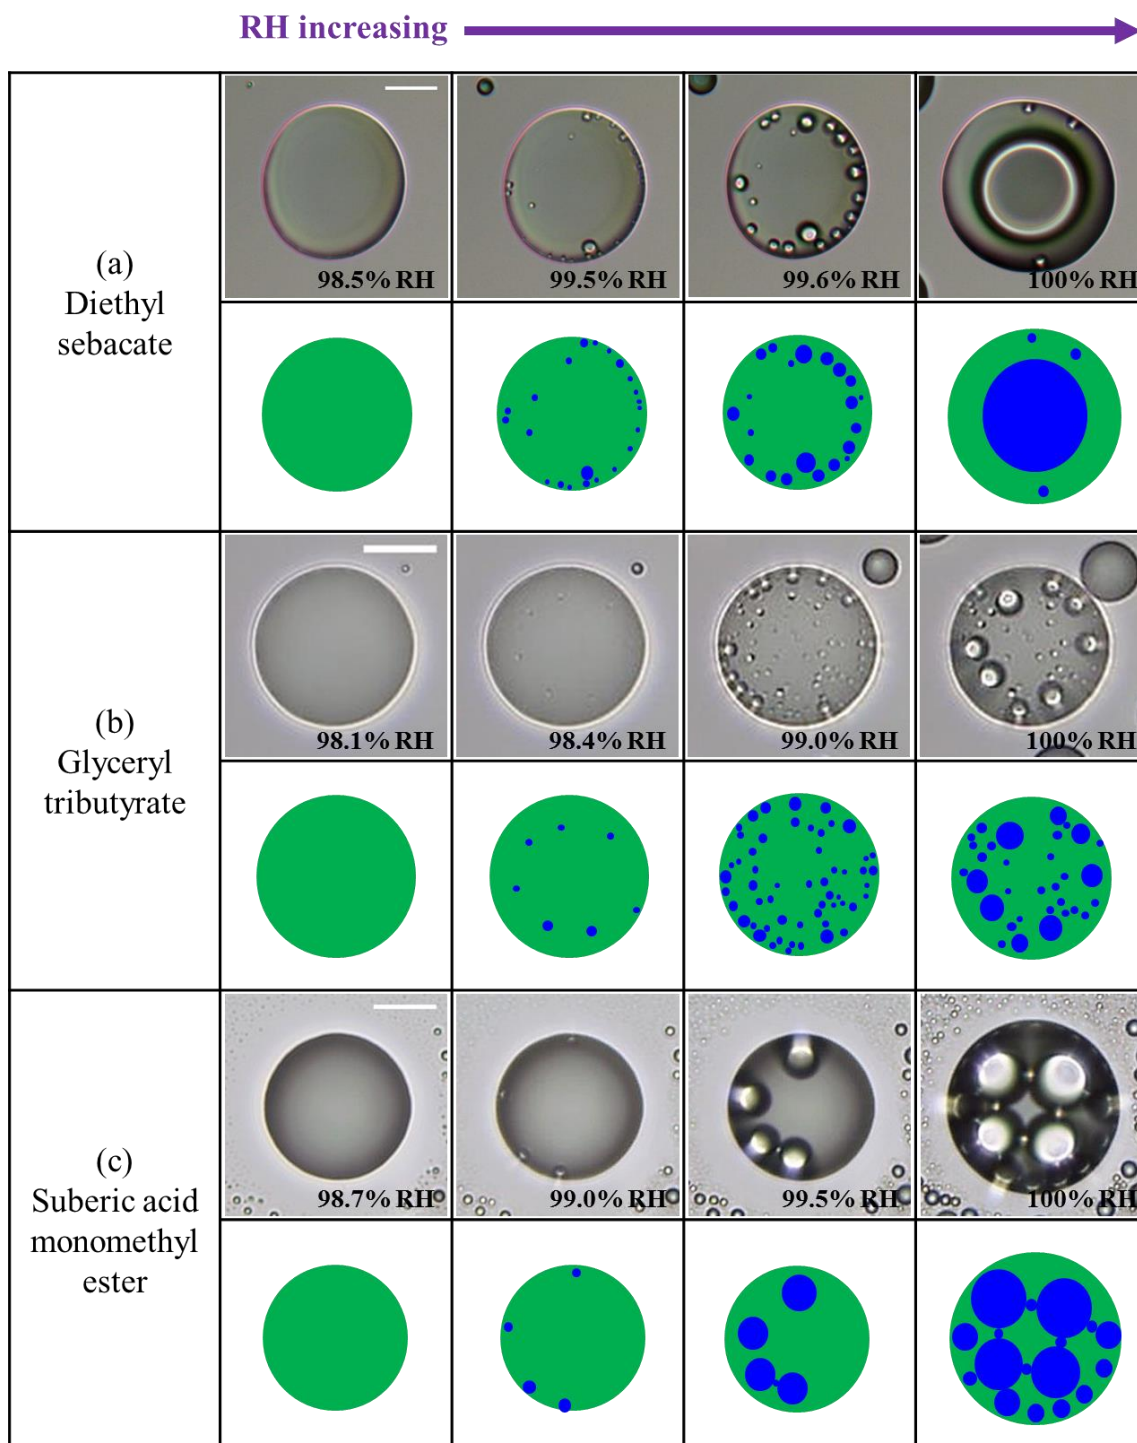 RH increasing
(a)
Diethyl
sebacate
98.5% RH
99.5% RH
99.6% RH
100% RH
(b)
Glyceryl
tributyrate
98.1% RH
98.4% RH
99.0% RH
100% RH
(c)
Suberic acid
monomethyl
ester
98.7% RH
99.0% RH
99.5% RH
100% RH